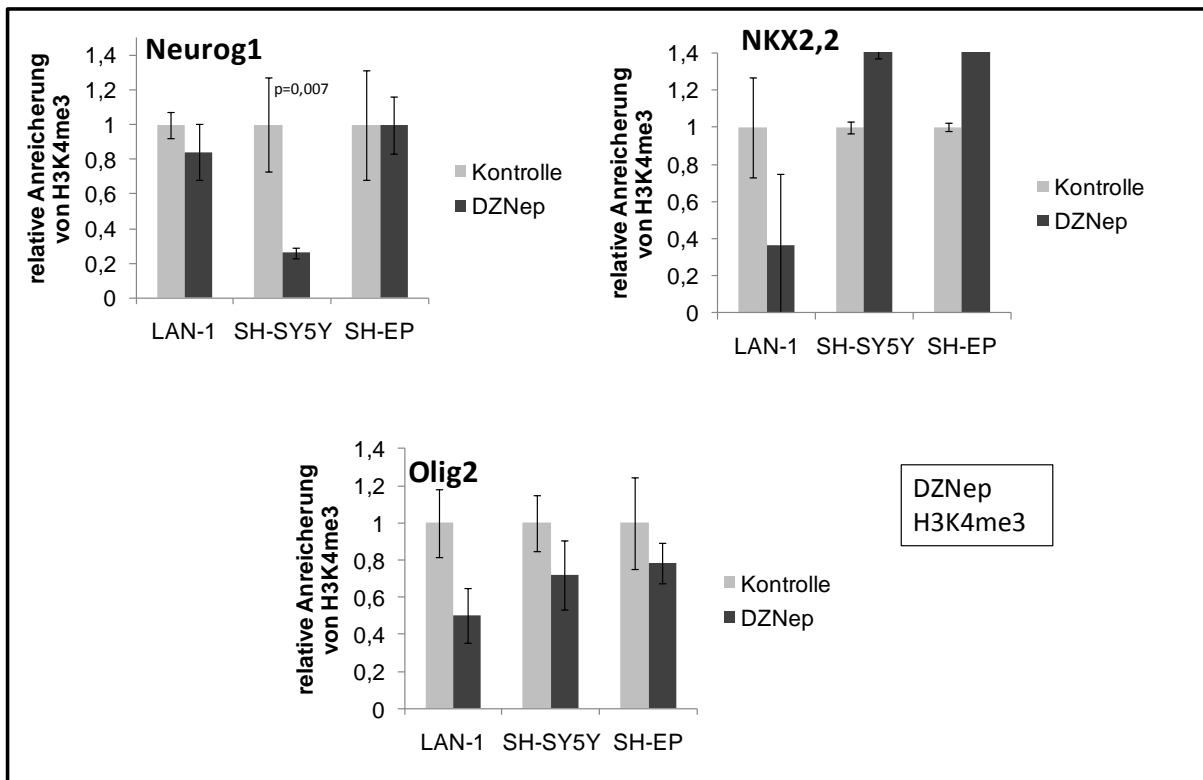 Neurog1
relative Anreicherung
von H3K4me3
1,4
1,2
1
0,8
0,6
0,4
0,2
0
p=0,007
LAN-1 SH-SY5Y SH-EP
Kontrolle
DZNep
NKX2,2
relative Anreicherung
von H3K4me3
1,4
1,2
1
0,8
0,6
0,4
0,2
0
LAN-1 SH-SY5Y SH-EP
Kontrolle
DZNep
Olig2
relative Anreicherung
von H3K4me3
1,4
1,2
1
0,8
0,6
0,4
0,2
0
LAN-1 SH-SY5Y SH-EP
Kontrolle
DZNep
DZNep
H3K4me3